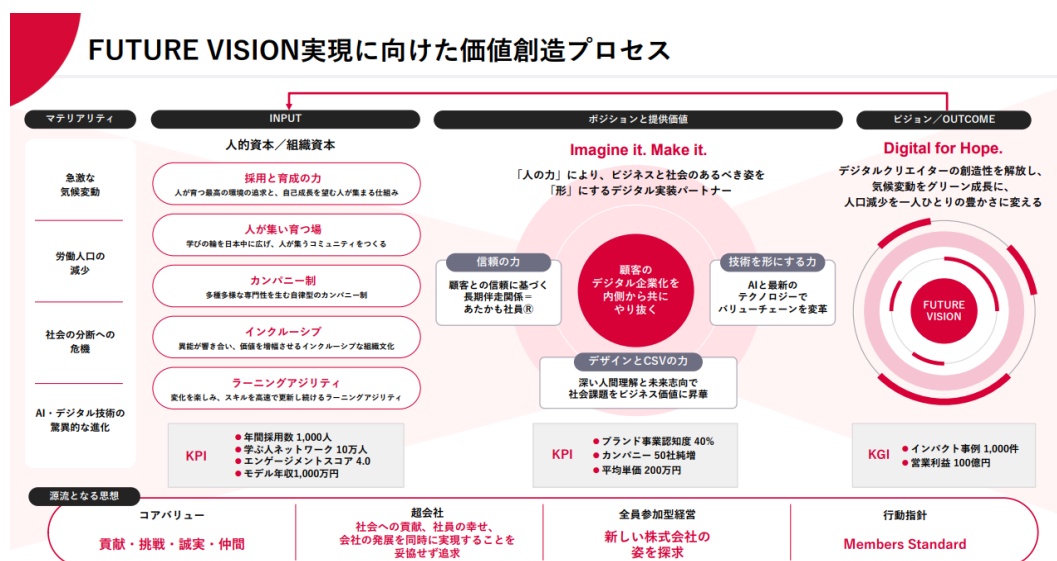 FUTURE VISION実現に向けた価値創造プロセス
マテリアリティ
急激な
気候変動
労働人口の
減少
社会の分断への
危機
AI・デジタル技術の
驚異的な進化
INPUT
人的資本／組織資本
採用と育成の力
人が育つ最高の環境の追求と、自己成長を望む人が集まる仕組み
人が集い育つ場
学びの輪を日本中に広げ、人が集うコミュニティをつくる
カンパニー制
多種多様な専門性を生む自律型のカンパニー制
インクルーシブ
異能が響き合い、価値を増幅させるインクルーシブな組織文化
ラーニングアジリティ
変化を楽しみ、スキルを高速で更新し続けるラーニングアジリティ
KPI
● 年間採用数 1,000人
● 学ぶ人ネットワーク 10万人
● エンゲージメントスコア 4.0
● モデル年収1,000万円
ポジションと提供価値
Imagine it. Make it.
「人の力」により、ビジネスと社会のあるべき姿を
「形」にするデジタル実装パートナー
信頼の力
顧客との信頼に基づく
長期伴走関係＝
あたかも社員Ⓡ
顧客の
デジタル企業化を
内側から共に
やり抜く
技術を形にする力
AIと最新の
テクノロジーで
バリューチェーンを変革
デザインとCSVの力
深い人間理解と未来志向で
社会課題をビジネス価値に昇華
KPI
● ブランド事業認知度 40%
● カンパニー 50社純増
● 平均単価 200万円
ビジョン／OUTCOME
Digital for Hope.
デジタルクリエイターの創造性を解放し、
気候変動をグリーン成長に、
人口減少を一人ひとりの豊かさに変える
FUTURE
VISION
KGI
● インパクト事例 1,000件
● 営業利益 100億円
源流となる思想
コアバリュー
貢献・挑戦・誠実・仲間
超会社
社会への貢献、社員の幸せ、
会社の発展を同時に実現することを
妥協せず追求
全員参加型経営
新しい株式会社の
姿を探求
行動指針
Members Standard